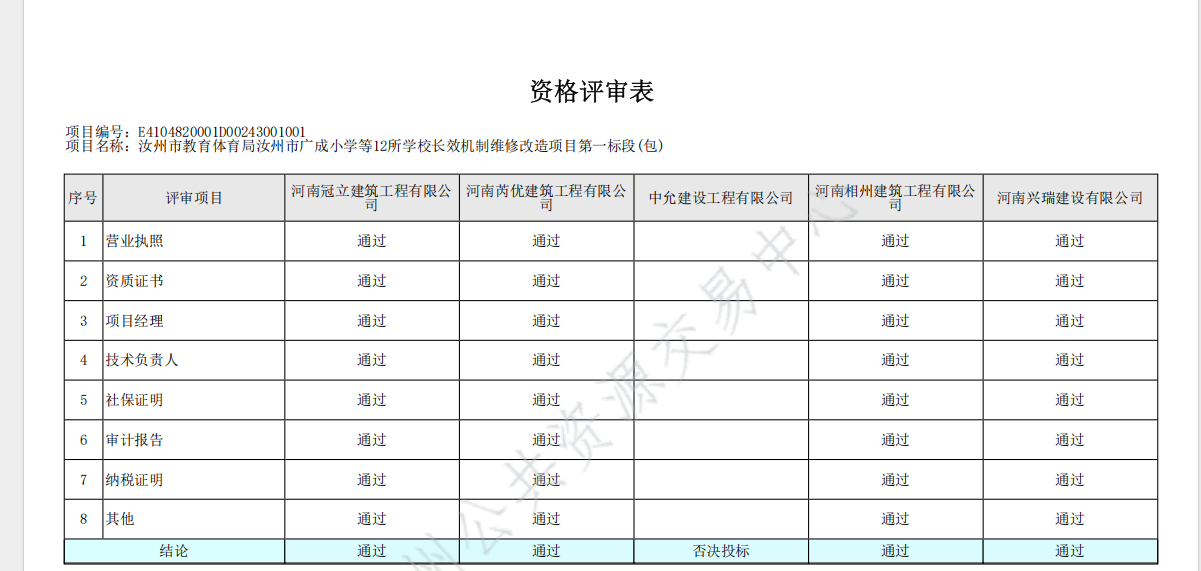 资格评审表
项目编号：E4104820001D00243001001
项目名称：汝州市教育体育局汝州市广成小学等12所学校长效机制维修改造项目第一标段(包)
序号 评审项目 河南冠立建筑工程有限公司 河南芮优建筑工程有限公司 中允建设工程有限公司 河南相州建筑工程有限公司 河南兴瑞建设有限公司
1 营业执照 通过 通过 通过 通过
2 资质证书 通过 通过 通过 通过
3 项目经理 通过 通过 通过 通过
4 技术负责人 通过 通过 通过 通过
5 社保证明 通过 通过 通过 通过
6 审计报告 通过 通过 通过 通过
7 纳税证明 通过 通过 通过 通过
8 其他 通过 通过 通过 通过
结论 通过 通过 否决投标 通过 通过
州公共资源交易中心